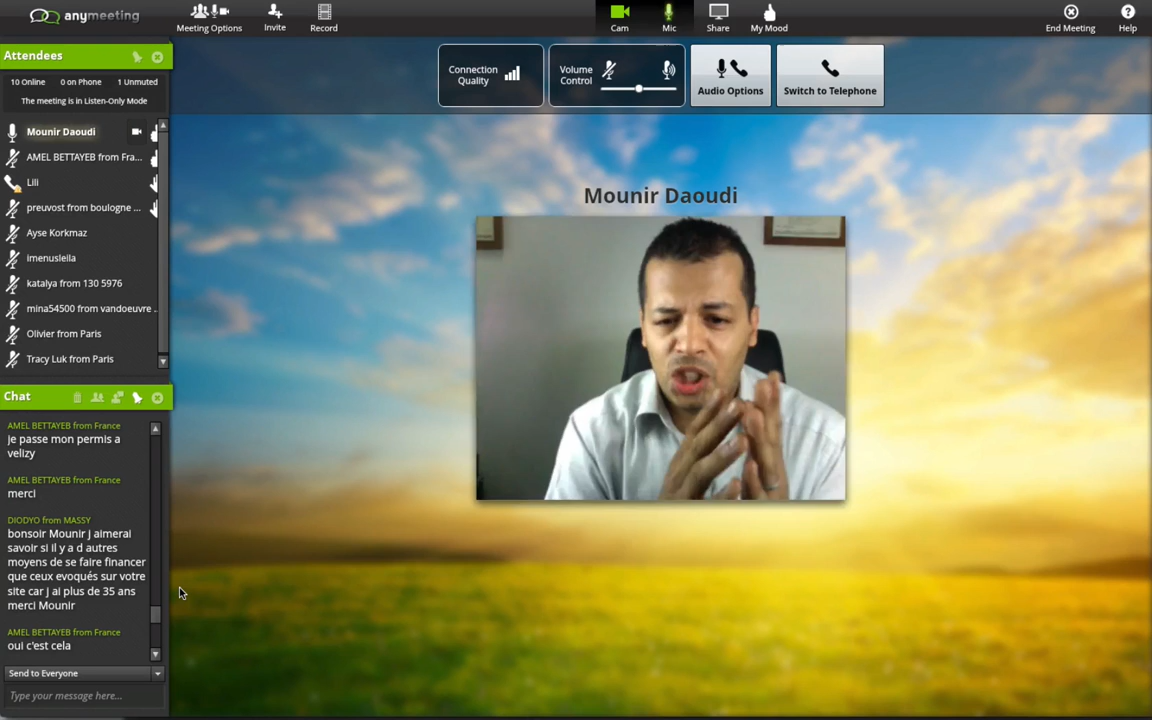 anymeeting
Meeting Options
Invite
Record
Cam
Mic
Share
My Mood
End Meeting
Help
Attendees
10 Online 0 on Phone 1 Unmuted
The meeting is in Listen-Only Mode
Mounir Daoudi
AMEL BETTAYEB from Fra...
Lili
preuvost from boulogne ...
Ayse Korkmaz
imenusleila
katalya from 130 5976
mina54500 from vandoeuvre ..
Olivier from Paris
Tracy Luk from Paris
Chat
AMEL BETTAYEB from France
je passe mon permis a
velizy
AMEL BETTAYEB from France
merci
DIODYO from MASSY
bonsoir Mounir j aimerai
savoir si il y a d autres
moyens de se faire financer
que ceux evoqués sur votre
site car j ai plus de 35 ans
merci Mounir
AMEL BETTAYEB from France
oui c'est cela
Send to Everyone
Type your message here...
Connection
Quality
Volume
Control
Audio Options
Switch to Telephone
Mounir Daoudi